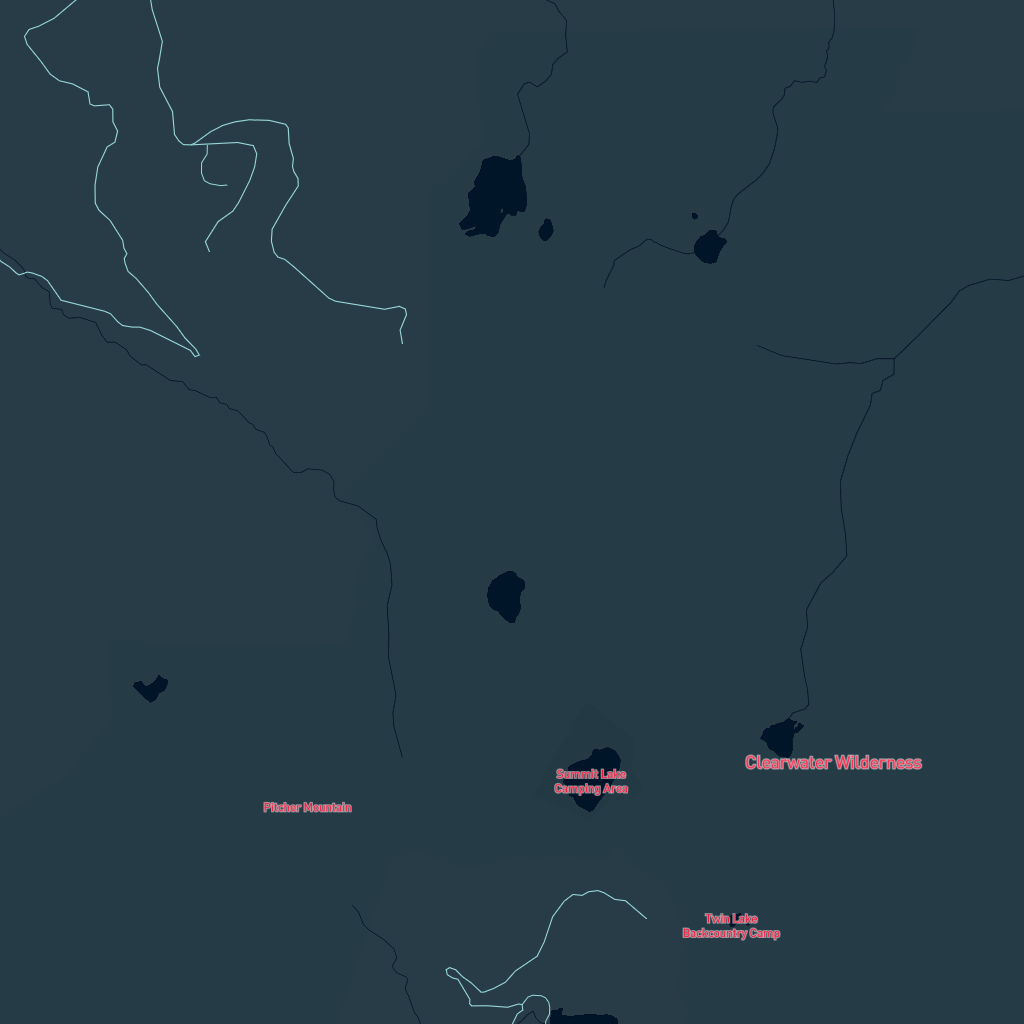 Clearwater Wilderness
Summit Lake
Camping Area
Pitcher Mountain
Twin Lake
Backcountry Camp